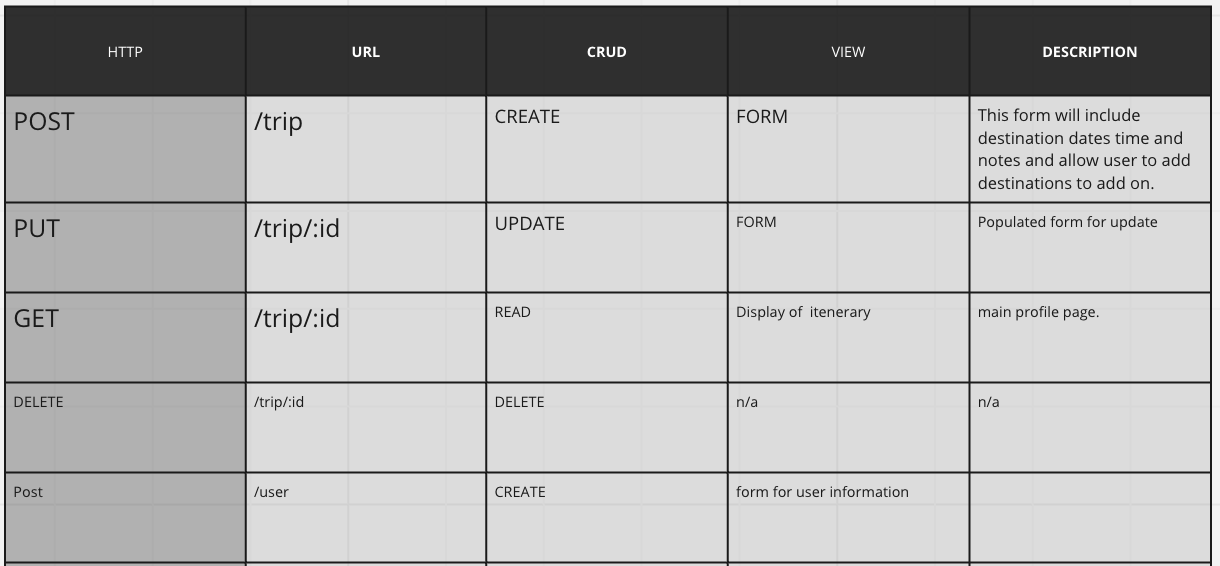 HTTP URL CRUD VIEW DESCRIPTION
POST /trip CREATE FORM This form will include
destination dates time and
notes and allow user to add
destinations to add on.
PUT /trip/:id UPDATE FORM Populated form for update
GET /trip/:id READ Display of  itenerary main profile page.
DELETE /trip/:id DELETE n/a n/a
Post /user CREATE form for user information